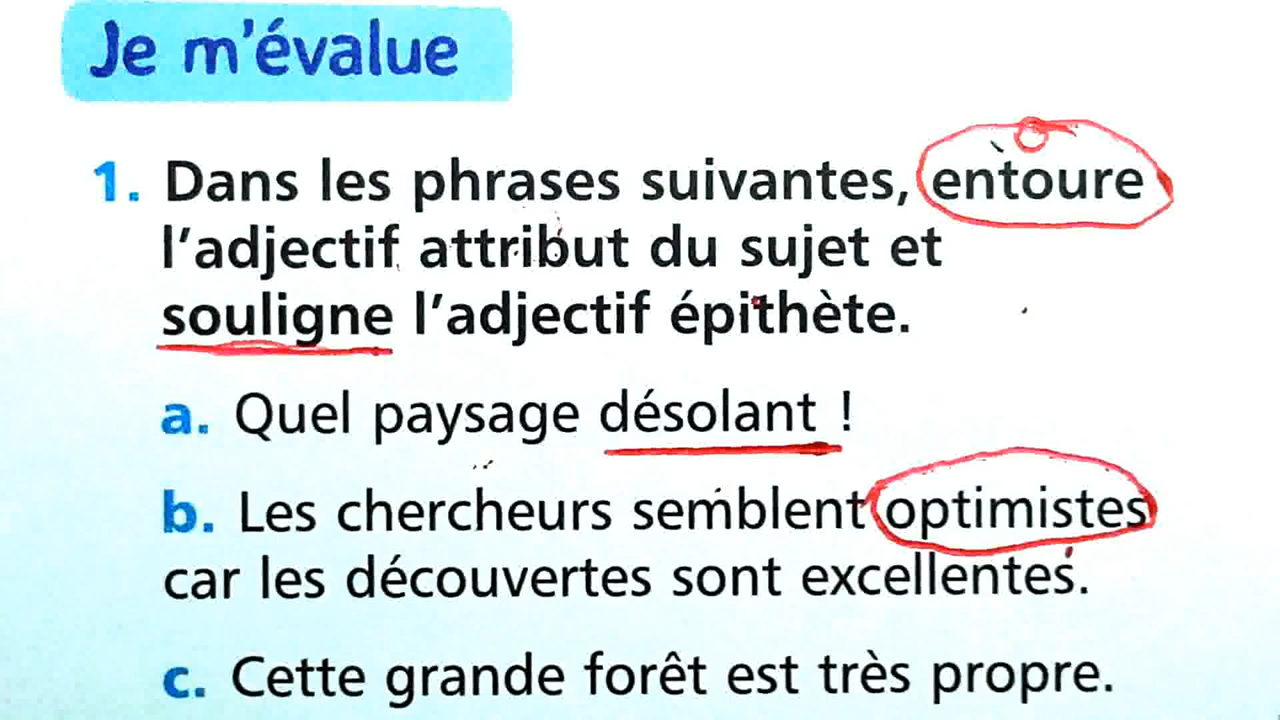 Je m'évalue
1. Dans les phrases suivantes, entoure
l'adjectif attribut du sujet et
souligne l'adjectif épithète.
a. Quel paysage désolant !
b. Les chercheurs semblent optimistes
car les découvertes sont excellentes.
c. Cette grande forêt est très propre.